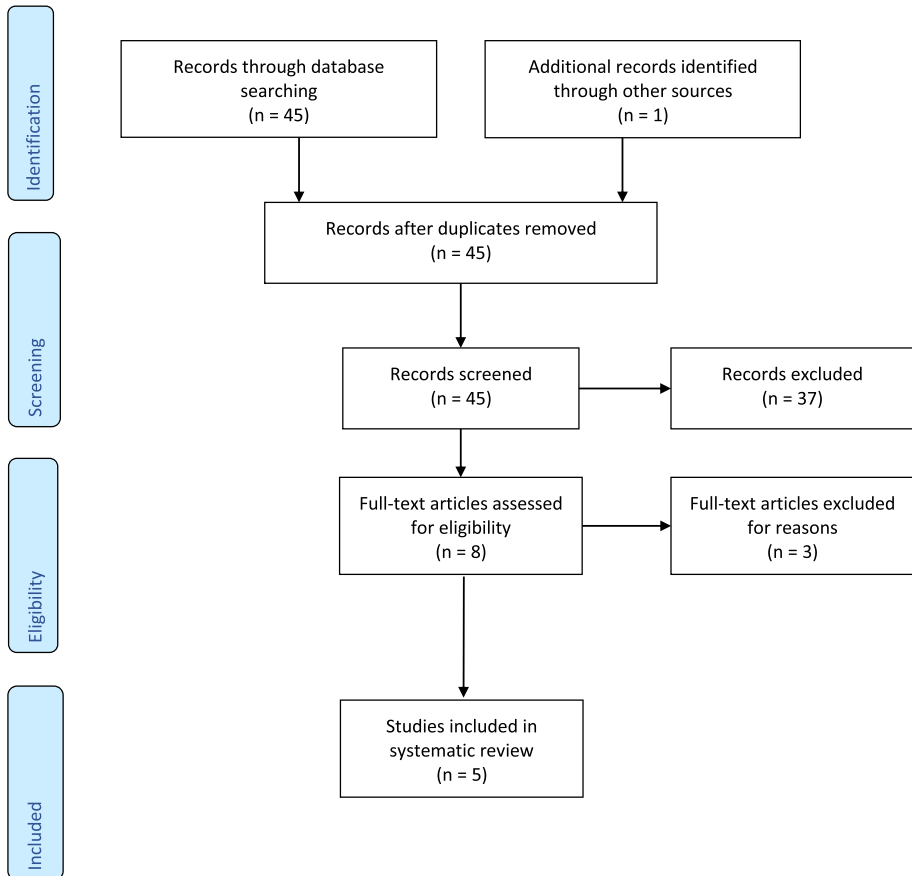 Identification
Records through database
searching
(n = 45)
Additional records identified
through other sources
(n = 1)
Records after duplicates removed
(n = 45)
Screening
Records screened
(n = 45)
Records excluded
(n = 37)
Eligibility
Full-text articles assessed
for eligibility
(n = 8)
Full-text articles excluded
for reasons
(n = 3)
Included
Studies included in
systematic review
(n = 5)